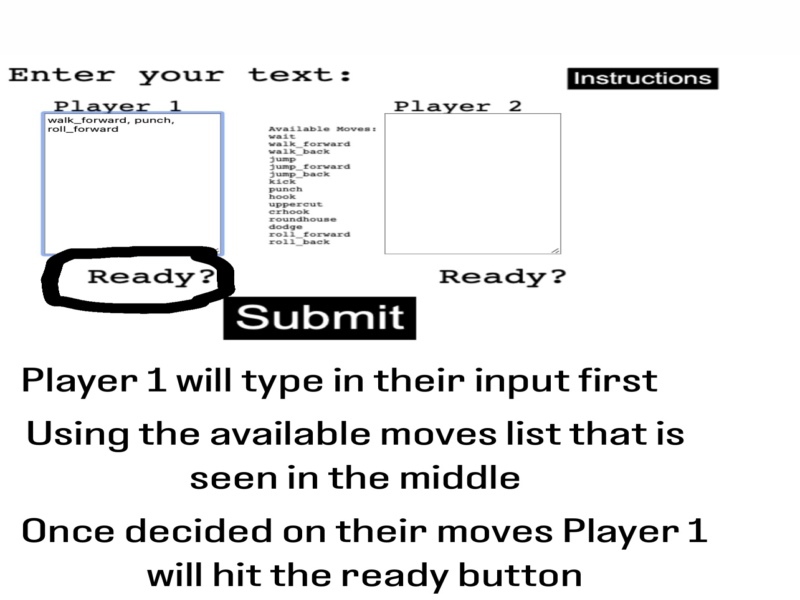 Enter your text:
Instructions
Player 1
Player 2
walk_forward, punch,
roll_forward
Available Moves:
wait
walk_forward
walk_back
jump
jump_forward
jump_back
kick
punch
hook
uppercut
crhook
roundhouse
dodge
roll_forward
roll_back
Ready?
Ready?
Submit
Player 1 will type in their input first
Using the available moves list that is
seen in the middle
Once decided on their moves Player 1
will hit the ready button